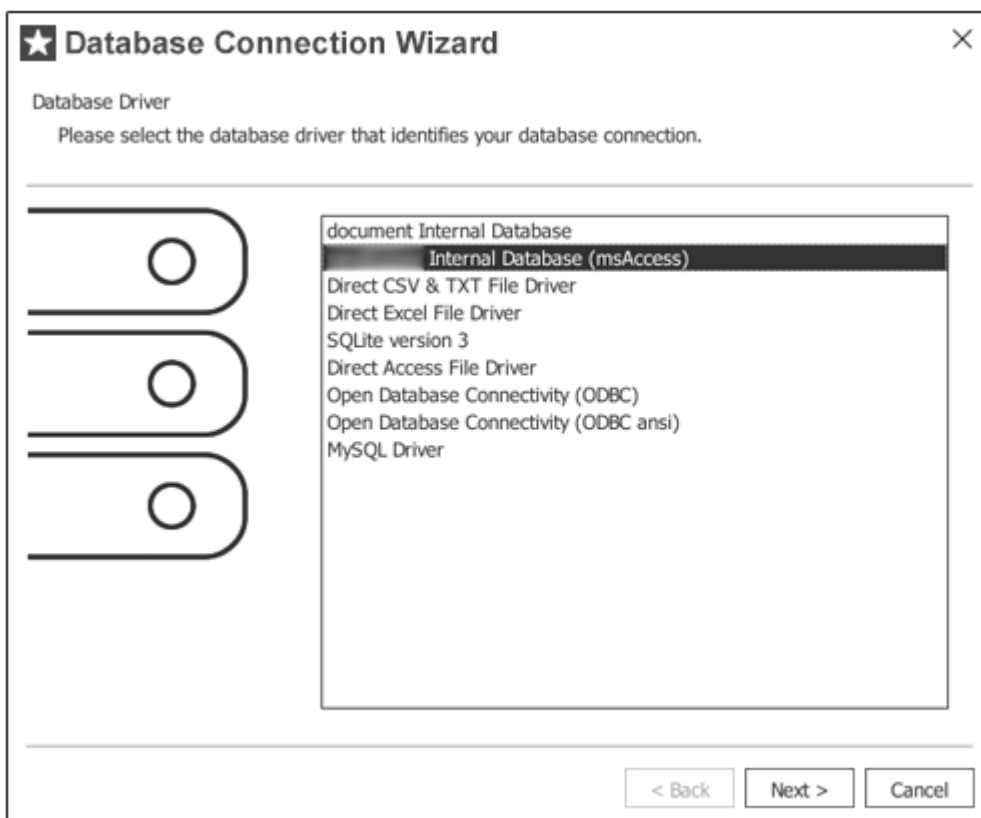 Database Connection Wizard
Database Driver
Please select the database driver that identifies your database connection.
document Internal Database
Internal Database (msAccess)
Direct CSV & TXT File Driver
Direct Excel File Driver
SQLite version 3
Direct Access File Driver
Open Database Connectivity (ODBC)
Open Database Connectivity (ODBC ansi)
MySQL Driver
< Back Next > Cancel